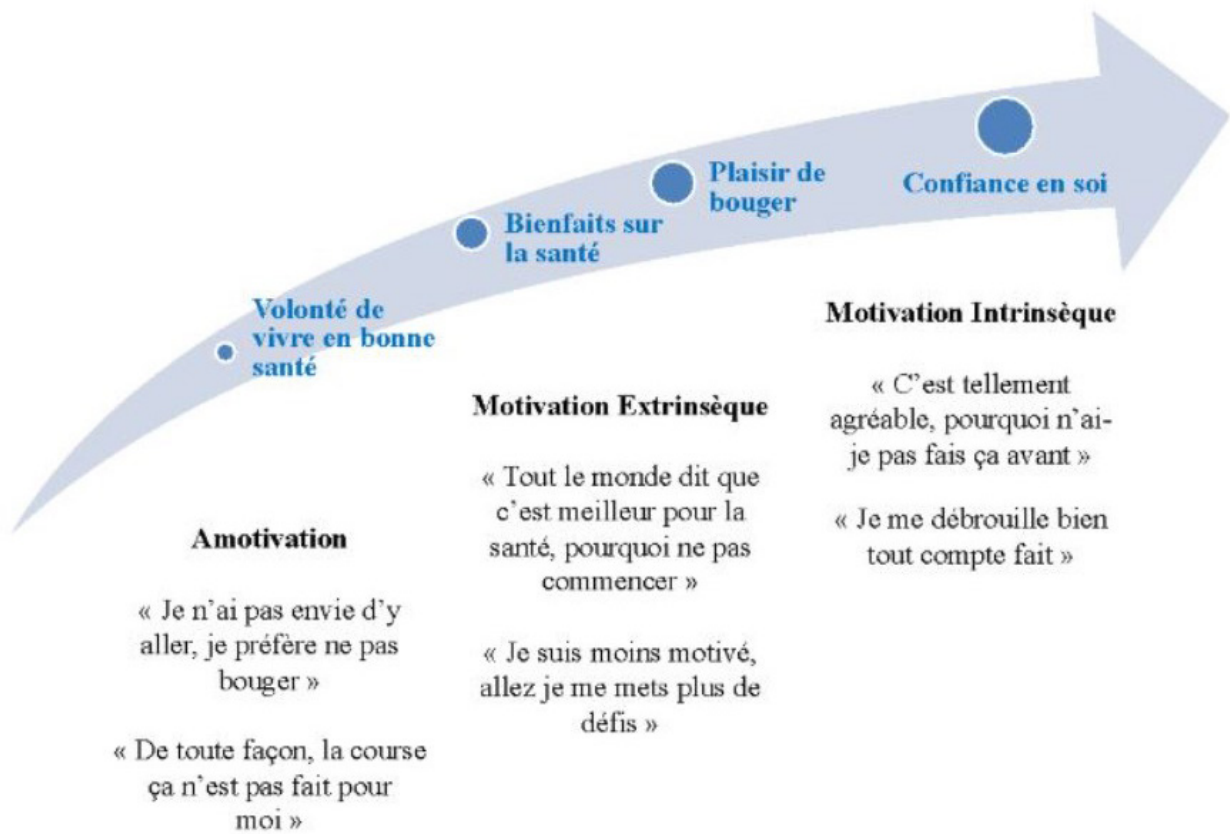 Plaisir de
bouger
Confiance en soi
Bienfaits sur
la santé
Volonté de
vivre en bonne
santé
Amotivation
« Je n'ai pas envie d'y
aller, je préfère ne pas
bouger »
« De toute façon, la course
ça n'est pas fait pour
moi »
Motivation Extrinsèque
« Tout le monde dit que
c'est meilleur pour la
santé, pourquoi ne pas
commencer »
« Je suis moins motivé,
allez je me mets plus de
défis »
Motivation Intrinsèque
« C'est tellement
agréable, pourquoi n'ai-
je pas fais ça avant »
« Je me débrouille bien
tout compte fait »